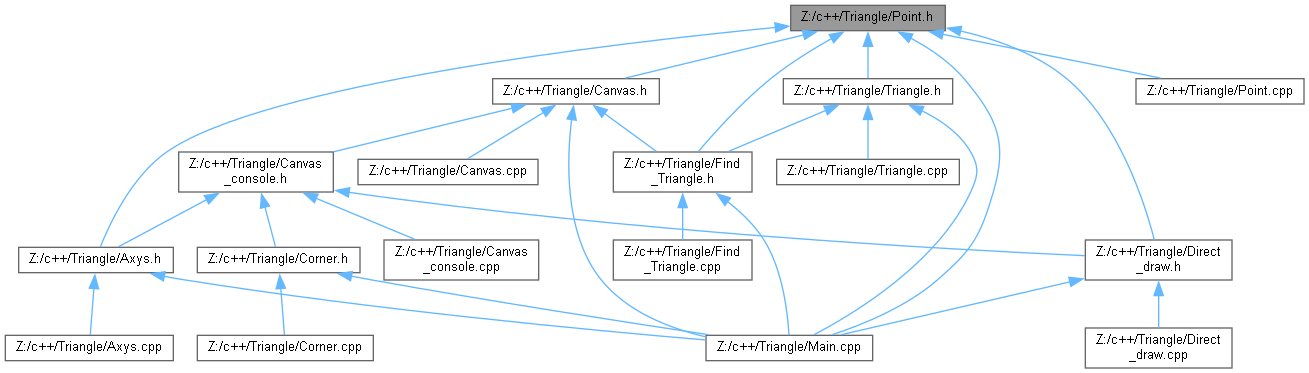 Z:/c++/Triangle/Point.h
Z:/c++/Triangle/Canvas.h
Z:/c++/Triangle/Triangle.h
Z:/c++/Triangle/Point.cpp
Z:/c++/Triangle/Canvas
_console.h
Z:/c++/Triangle/Canvas.cpp
Z:/c++/Triangle/Find
_Triangle.h
Z:/c++/Triangle/Triangle.cpp
Z:/c++/Triangle/Axys.h
Z:/c++/Triangle/Corner.h
Z:/c++/Triangle/Canvas
_console.cpp
Z:/c++/Triangle/Find
_Triangle.cpp
Z:/c++/Triangle/Direct
_draw.h
Z:/c++/Triangle/Axys.cpp
Z:/c++/Triangle/Corner.cpp
Z:/c++/Triangle/Main.cpp
Z:/c++/Triangle/Direct
_draw.cpp